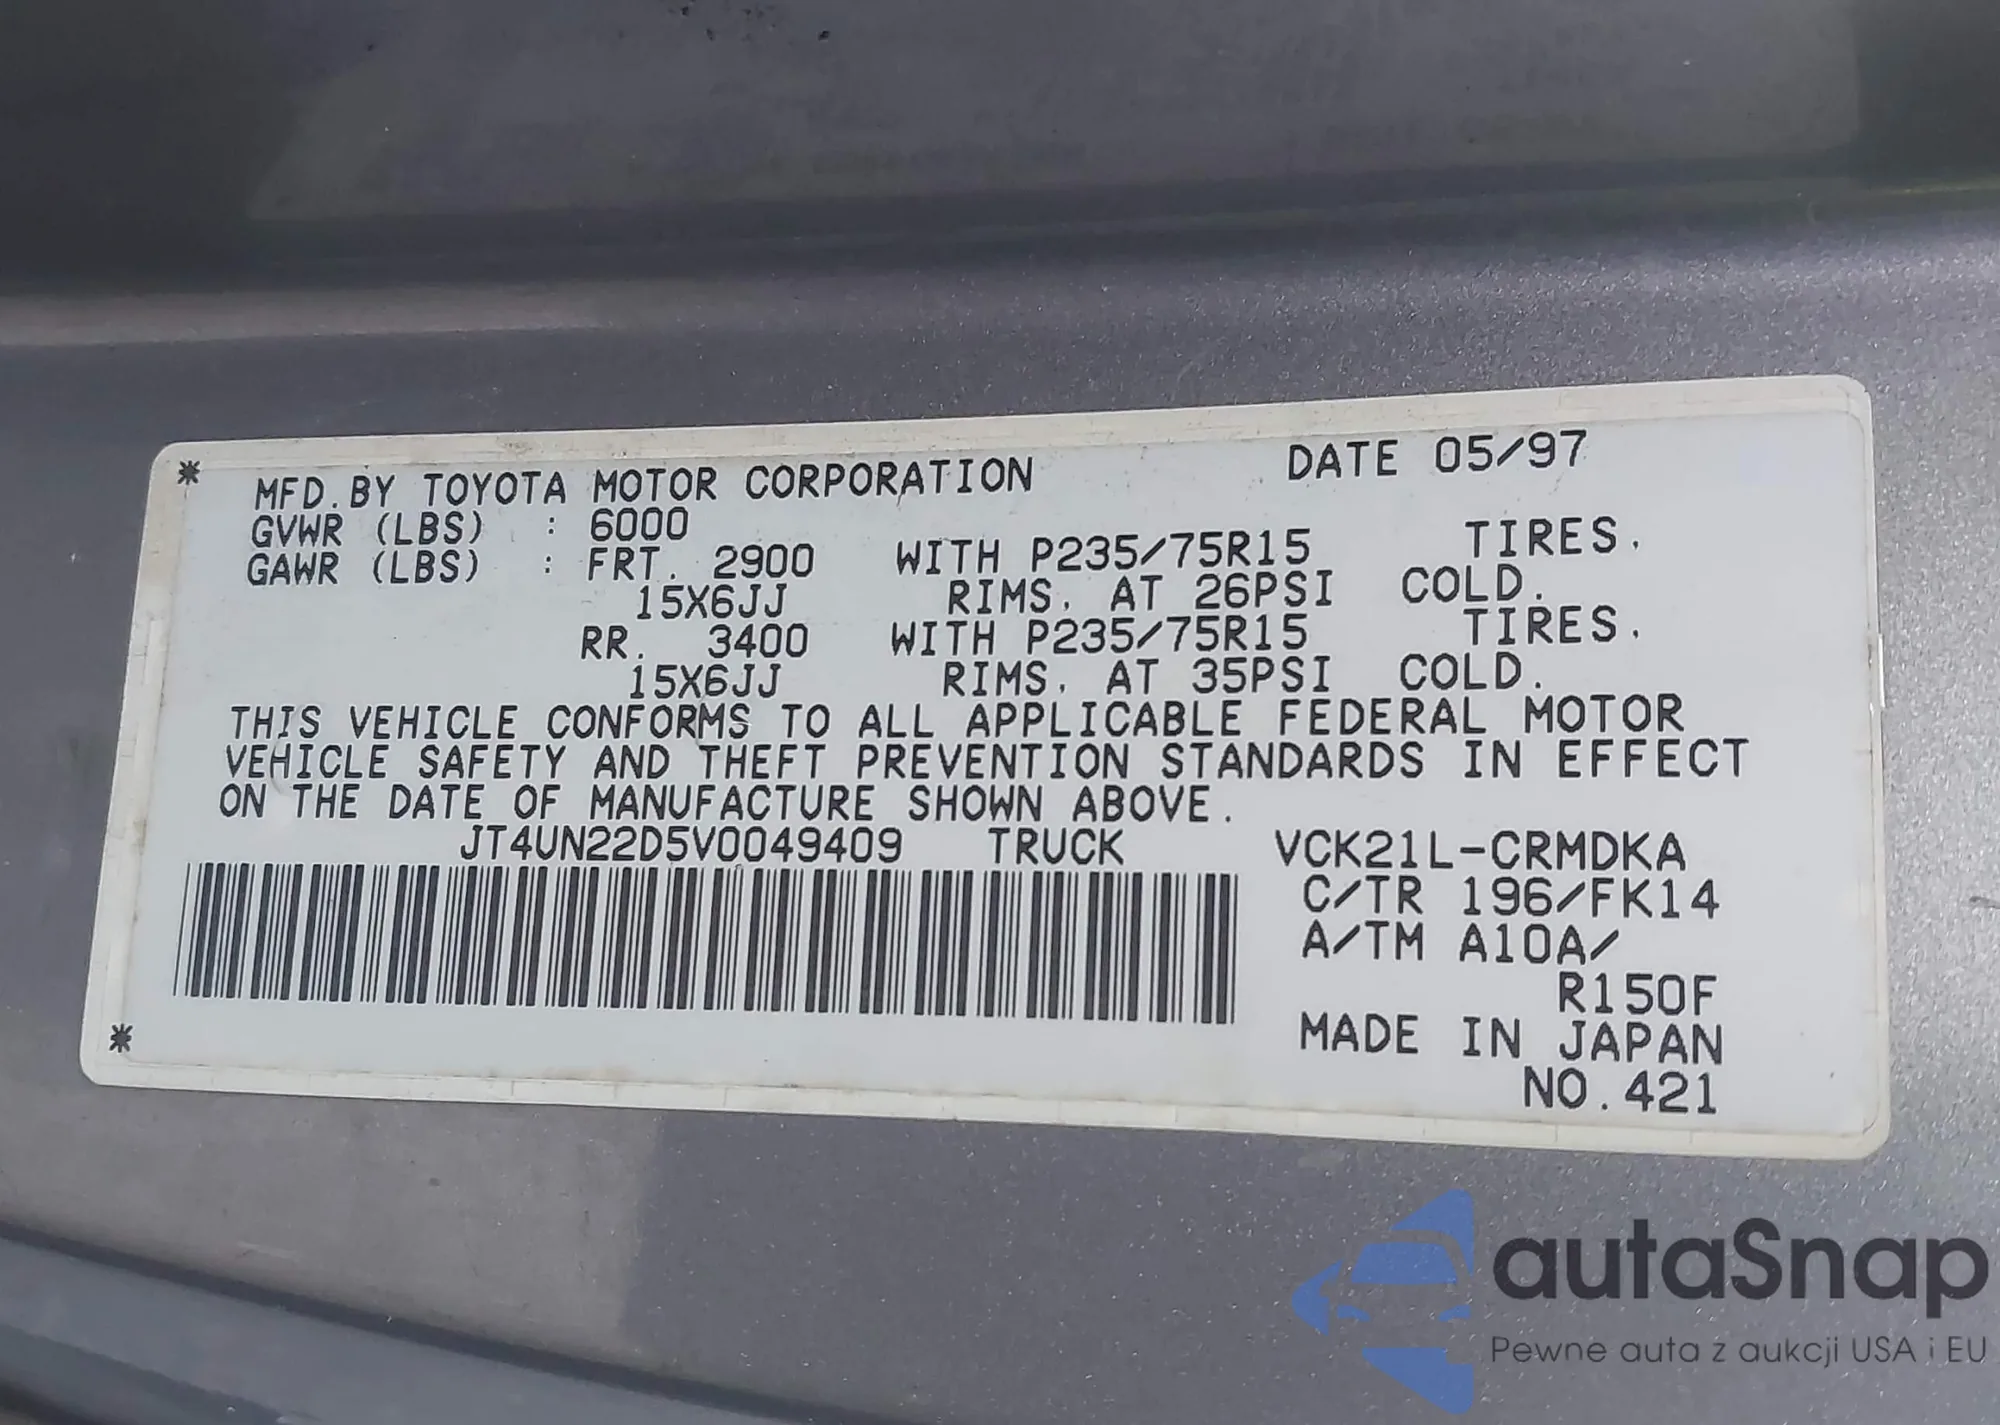 * MFD.BY TOYOTA MOTOR CORPORATION DATE 05/97
GVWR (LBS) : 6000
GAWR (LBS) : FRT. 2900 WITH P235/75R15 TIRES.
15X6JJ RIMS. AT 26PSI COLD.
RR. 3400 WITH P235/75R15 TIRES.
15X6JJ RIMS. AT 35PSI COLD.
THIS VEHICLE CONFORMS TO ALL APPLICABLE FEDERAL MOTOR
VEHICLE SAFETY AND THEFT PREVENTION STANDARDS IN EFFECT
ON THE DATE OF MANUFACTURE SHOWN ABOVE.
JT4UN22D5V0049409 TRUCK VCK21L-CRMDKA
C/TR 196/FK14
A/TM A10A/
R150F
* MADE IN JAPAN
NO.421
autaSnap
Pewne auta z aukcji USA i EU